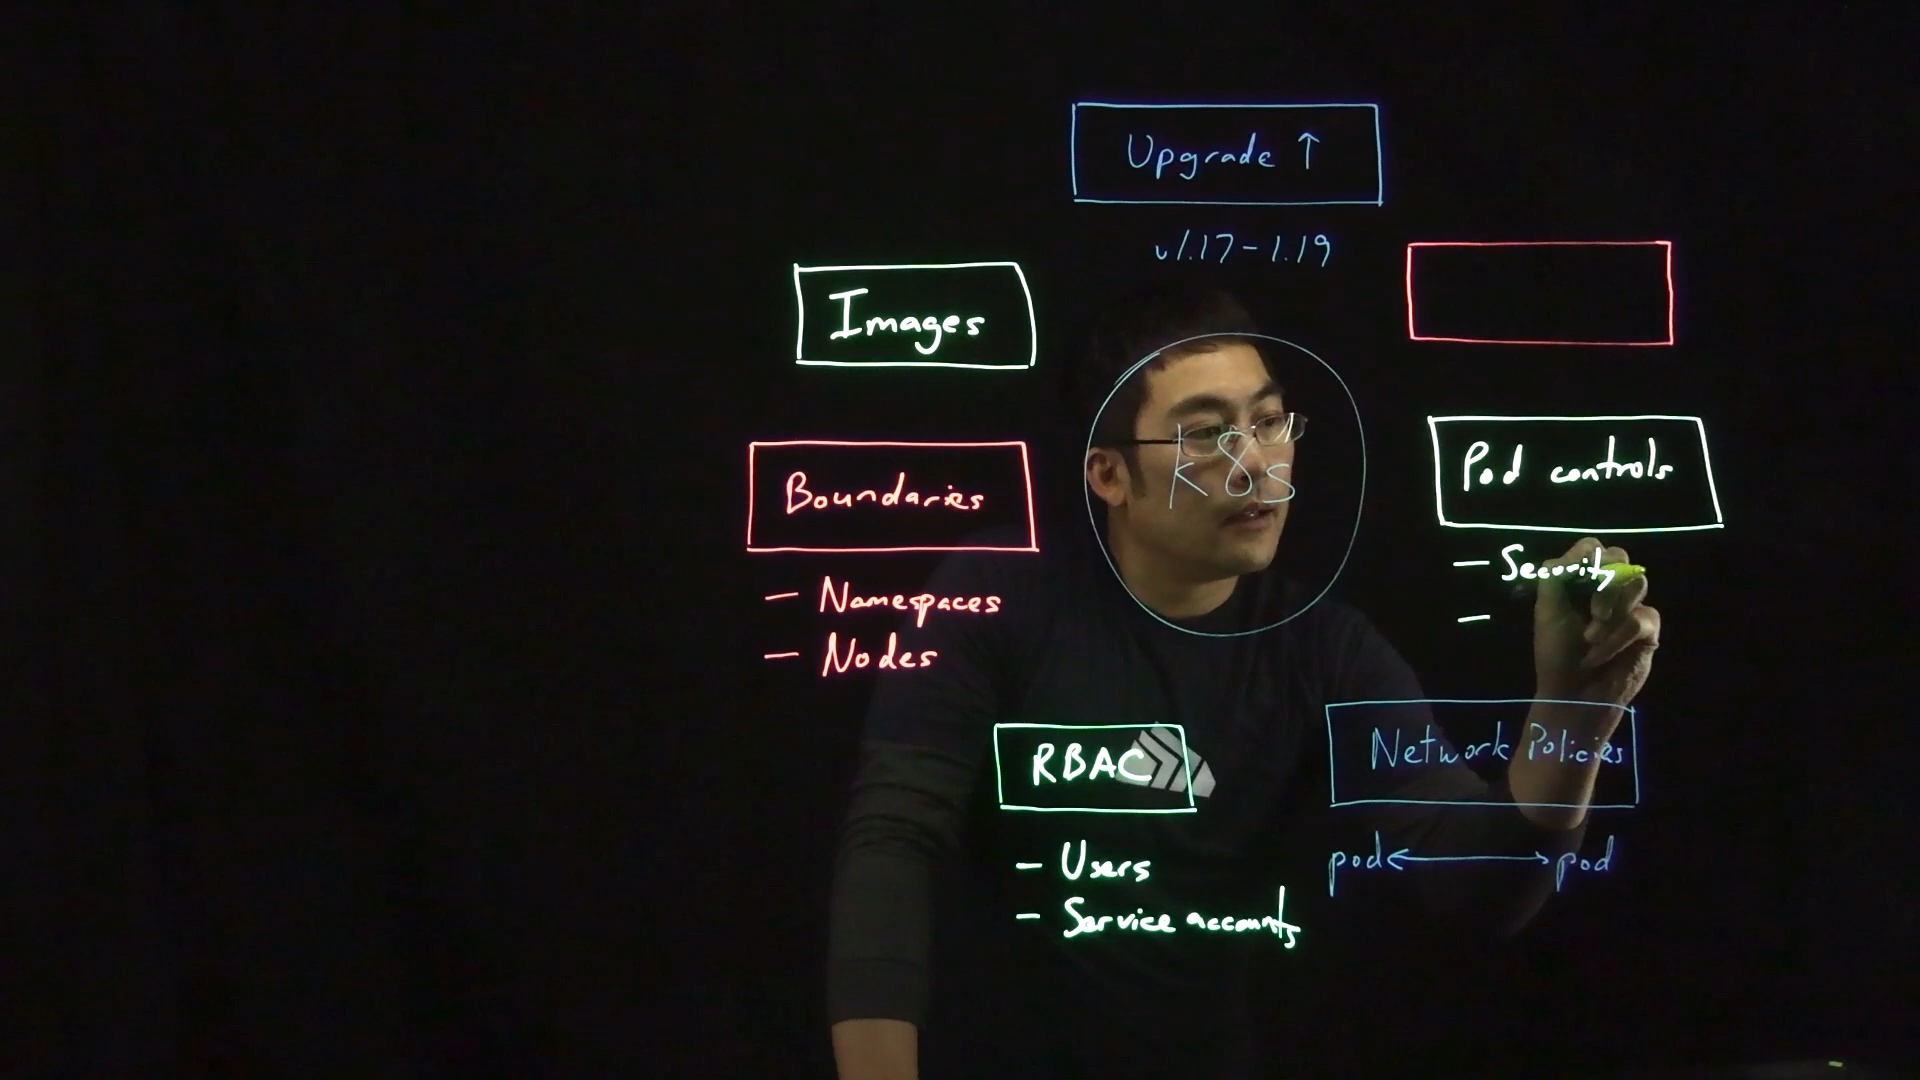 Upgrade ↑
v1.17-1.19
Images
k8s
Boundaries
- Namespaces
- Nodes
Pod controls
- Security
-
RBAC
- Users
- Service accounts
Network Policies
pod <-> pod